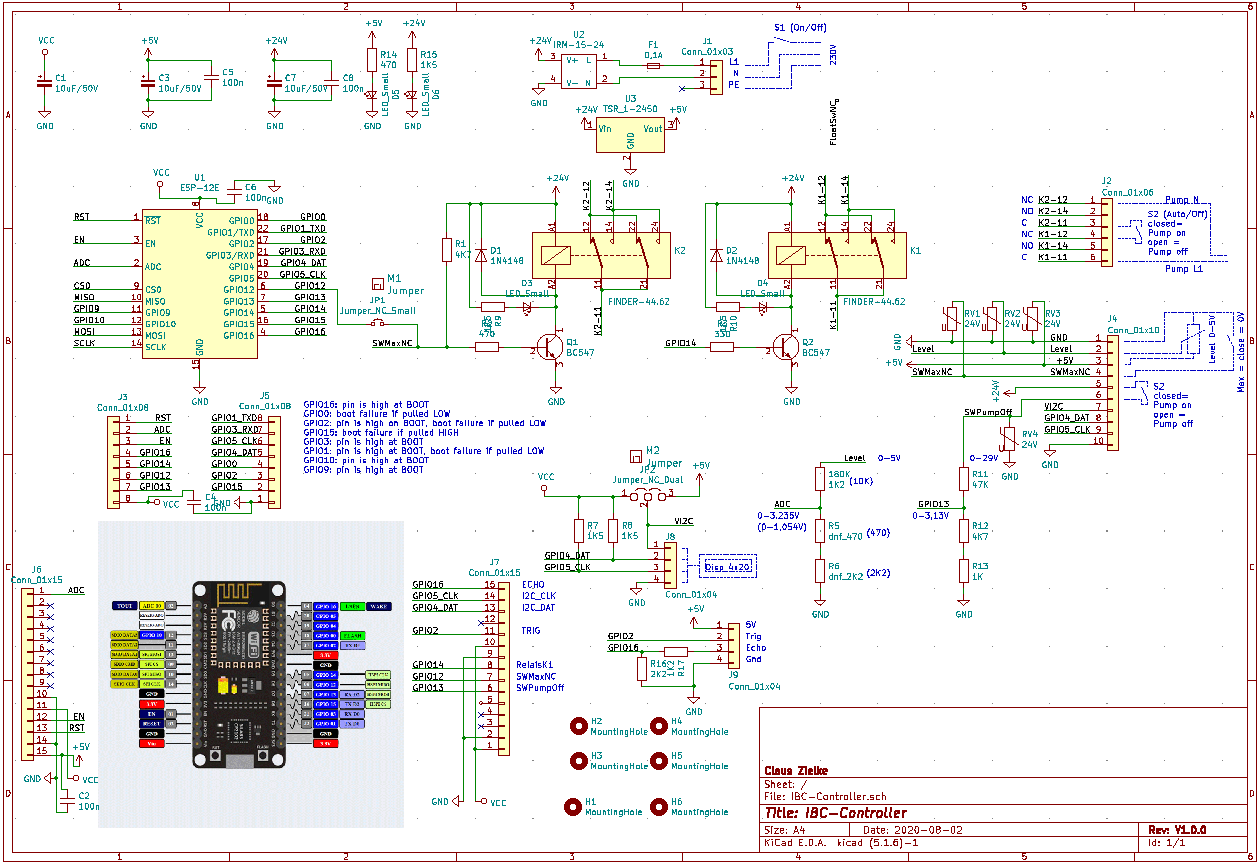 1 2 3 4 5 6
A
B
C
D
VCC
C1
10uF/50V
GND
+5V
C3
10uF/50V
C5
100n
GND
+24V
C7
10uF/50V
C8
100n
GND
+5V
R14
470
LED_Small
D5
GND
+24V
R15
1K5
LED_Small
D6
GND
U2
IRM-15-24
+24V
V+ L
V- N
GND
F1
0,1A
J1
Conn_01x03
L1
N
PE
S1 (On/Off)
230V
U3
TSR_1-2450
+24V
+5V
Vin Vout
GND
GND
FloatSwNC
VCC
U1
ESP-12E
C6
100n
GND
RST
EN
ADC
CS0
MISO
GPIO9
GPIO10
MOSI
SCLK
GPIO0
GPIO1_TXD
GPIO2
GPIO3_RXD
GPIO4_DAT
GPIO5_CLK
GPIO12
GPIO13
GPIO14
GPIO15
GPIO16
GND
M1
Jumper
JP1
Jumper_NC_Small
SWMaxNC
R1
4K7
D1
1N4148
D3
LED_Small
R9
470
+24V
K2-12
K2-14
K2-11
K2
FINDER-44.62
Q1
BC547
GND
GPIO14
330
R10
D2
1N4148
D4
LED_Small
+24V
K1-12
K1-14
K1-11
K1
FINDER-44.62
Q2
BC547
GND
J2
Conn_01x06
NC K2-12 1
NO K2-14 2
C K2-11 3
NC K1-12 4
NO K1-14 5
C K1-11 6
Pump N
S2 (Auto/Off)
closed=
Pump on
open =
Pump off
Pump L1
RV1
24V
RV2
24V
RV3
24V
J4
Conn_01x10
GND
Level
+5V
SWMaxNC
GND
Level
+5V
SWMaxNC
+24V
SWPumpOff
VI2C
GPIO4_DAT
GPIO5_CLK
RV4
24V
GND
GND
Level 0-5V
Max = close = 0V
S2
closed=
Pump on
open =
Pump off
J3
Conn_01x08
RST
ADC
EN
GPIO16
GPIO14
GPIO12
GPIO13
VCC
C4
100n
GND
J5
Conn_01x08
GPIO1_TXD
GPIO3_RXD
GPIO5_CLK
GPIO4_DAT
GPIO0
GPIO2
GPIO15
GPIO16: pin is high at BOOT
GPIO0: boot failure if pulled LOW
GPIO2: pin is high on BOOT, boot failure if pulled LOW
GPIO15: boot failure if pulled HIGH
GPIO3: pin is high at BOOT
GPIO1: pin is high at BOOT, boot failure if pulled LOW
GPIO10: pin is high at BOOT
GPIO9: pin is high at BOOT
M2
Jumper
JP2
Jumper_NC_Dual
VCC
+5V
VI2C
R7
1K5
R8
1K5
GPIO4_DAT
GPIO5_CLK
GND
J8
Conn_01x04
Disp_4x20
Level 0-5V
180K
1K2
(10K)
ADC
0-3,235V
(0-1,054V)
R5
dnf_470
(470)
R6
dnf_2K2
(2K2)
GND
0-29V
R11
47K
GPIO13
0-3,13V
R12
4K7
R13
1K
GND
J6
Conn_01x15
ADC
EN
RST
+5V
GND
VCC
C2
100n
J7
Conn_01x15
GPIO16 15 ECHO
GPIO5_CLK 14 I2C_CLK
GPIO4_DAT 13 I2C_DAT
GPIO2 11 TRIG
GPIO14 8 RelaisK1
GPIO12 7 SWMaxNC
GPIO13 6 SWPumpOff
GND
VCC
+5V
GPIO2
GPIO16
R16
2K2
R17
GND
5V
Trig
Echo
Gnd
J9
Conn_01x04
H2
MountingHole
H4
MountingHole
H3
MountingHole
H5
MountingHole
H1
MountingHole
H6
MountingHole
Claus Zielke
Sheet: /
File: IBC-Controller.sch
Title: IBC-Controller
Size: A4 Date: 2020-08-02 Rev: V1.0.0
KiCad E.D.A. kicad (5.1.6)-1 Id: 1/1